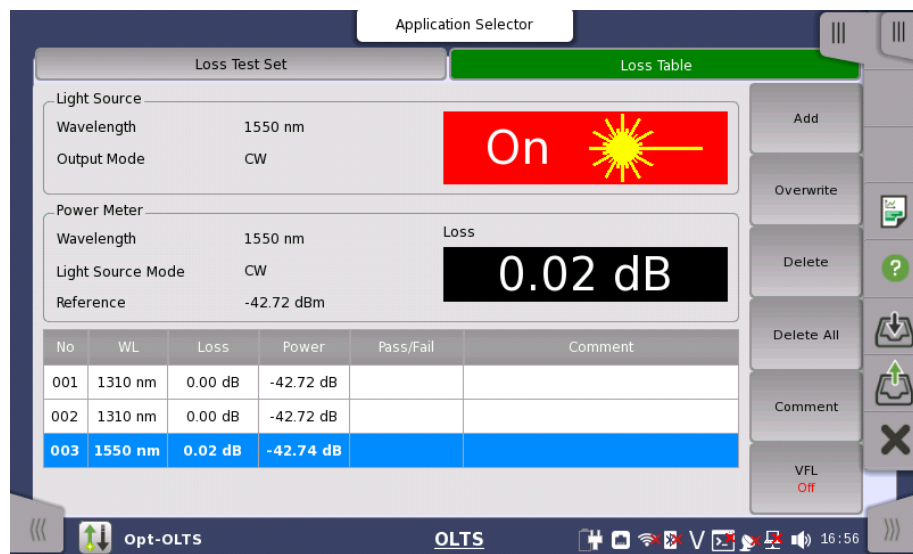 Application Selector
Loss Test Set
Loss Table
Light Source
Wavelength 1550 nm
Output Mode CW
On
Power Meter
Wavelength 1550 nm
Light Source Mode CW
Reference -42.72 dBm
Loss
0.02 dB
No WL Loss Power Pass/Fail Comment
001 1310 nm 0.00 dB -42.72 dB
002 1310 nm 0.00 dB -42.72 dB
003 1550 nm 0.02 dB -42.74 dB
Add
Overwrite
Delete
Delete All
Comment
VFL
Off
Opt-OLTS
OLTS
V
16:56